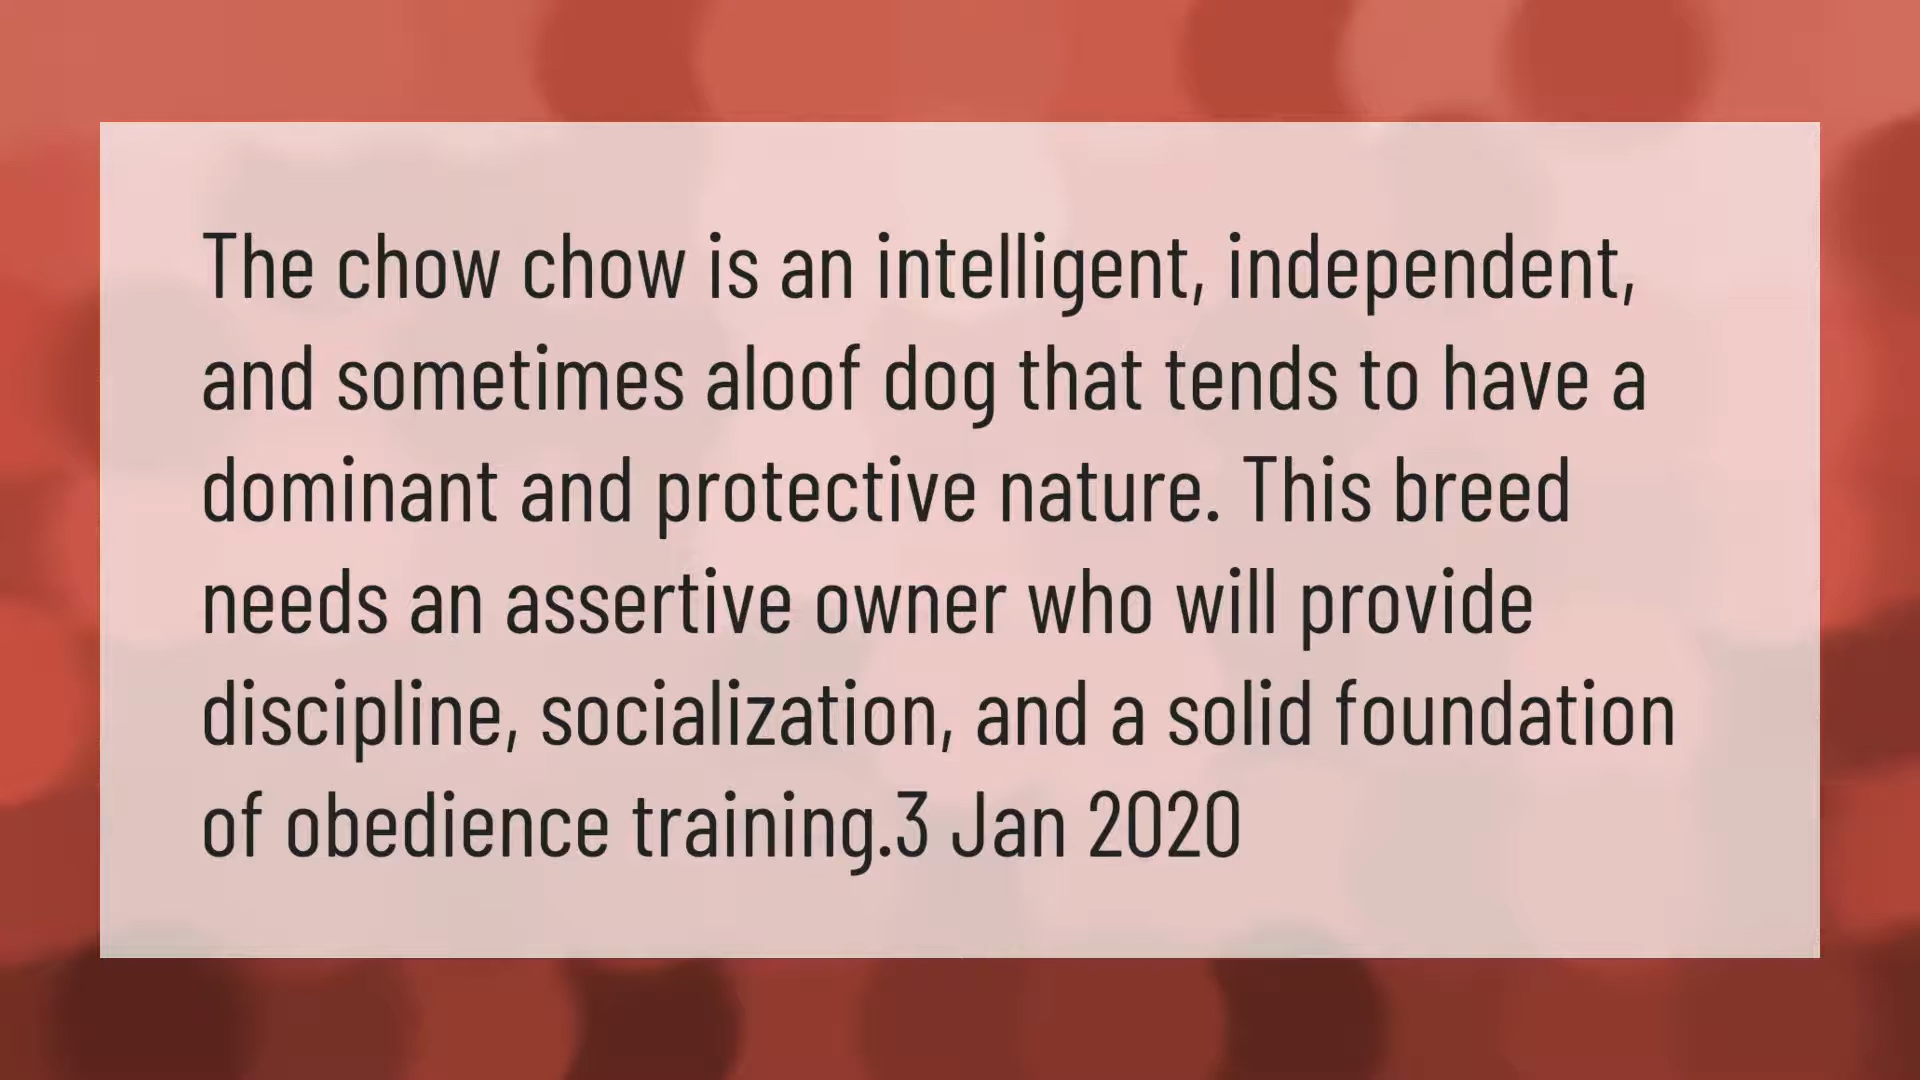 The chow chow is an intelligent, independent,
and sometimes aloof dog that tends to have a
dominant and protective nature. This breed
needs an assertive owner who will provide
discipline, socialization, and a solid foundation
of obedience training.3 Jan 2020